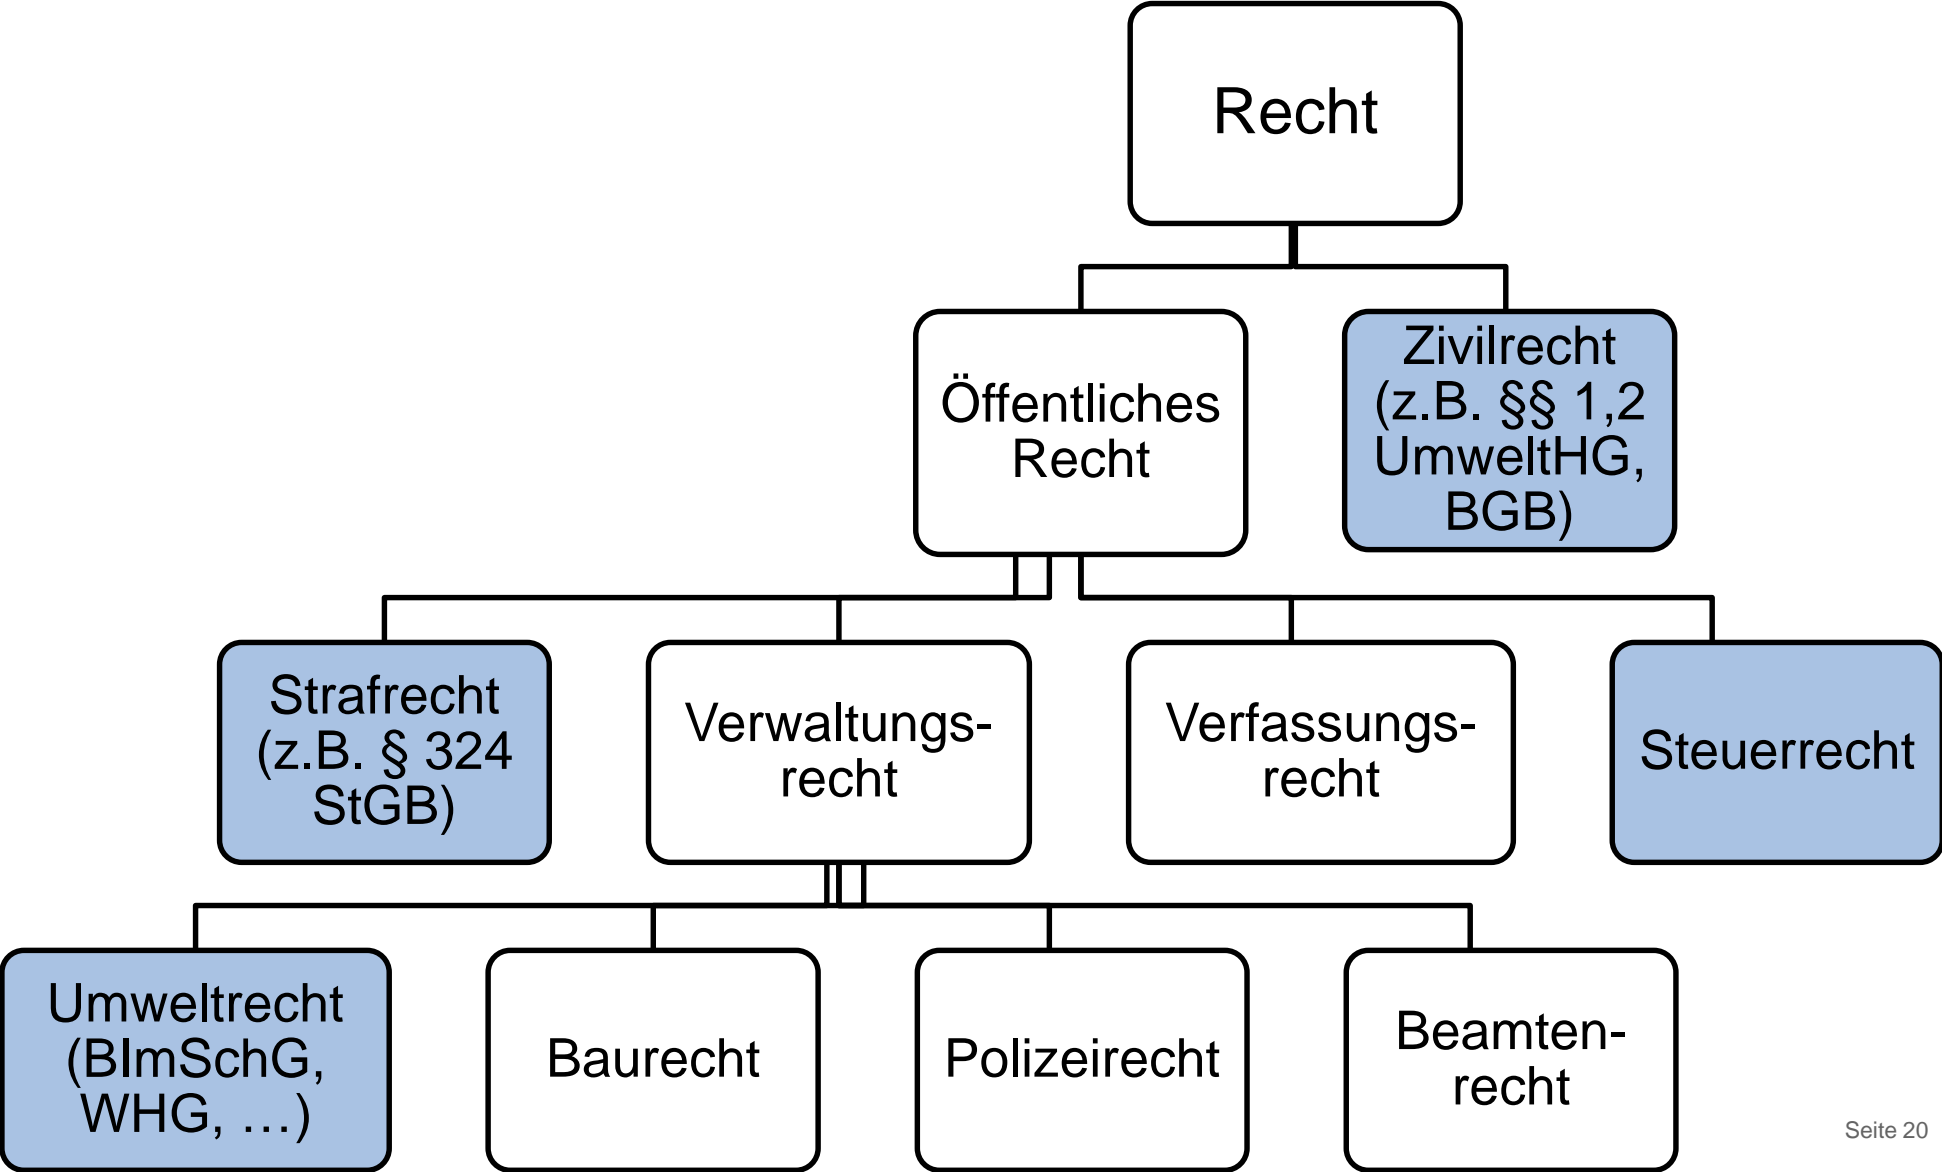 Recht
Öffentliches
Recht
Zivilrecht
(z.B. §§ 1,2
UmweltHG,
BGB)
Strafrecht
(z.B. § 324
StGB)
Verwaltungs-
recht
Verfassungs-
recht
Steuerrecht
Umweltrecht
(BImSchG,
WHG, …)
Baurecht
Polizeirecht
Beamten-
recht
Seite 20